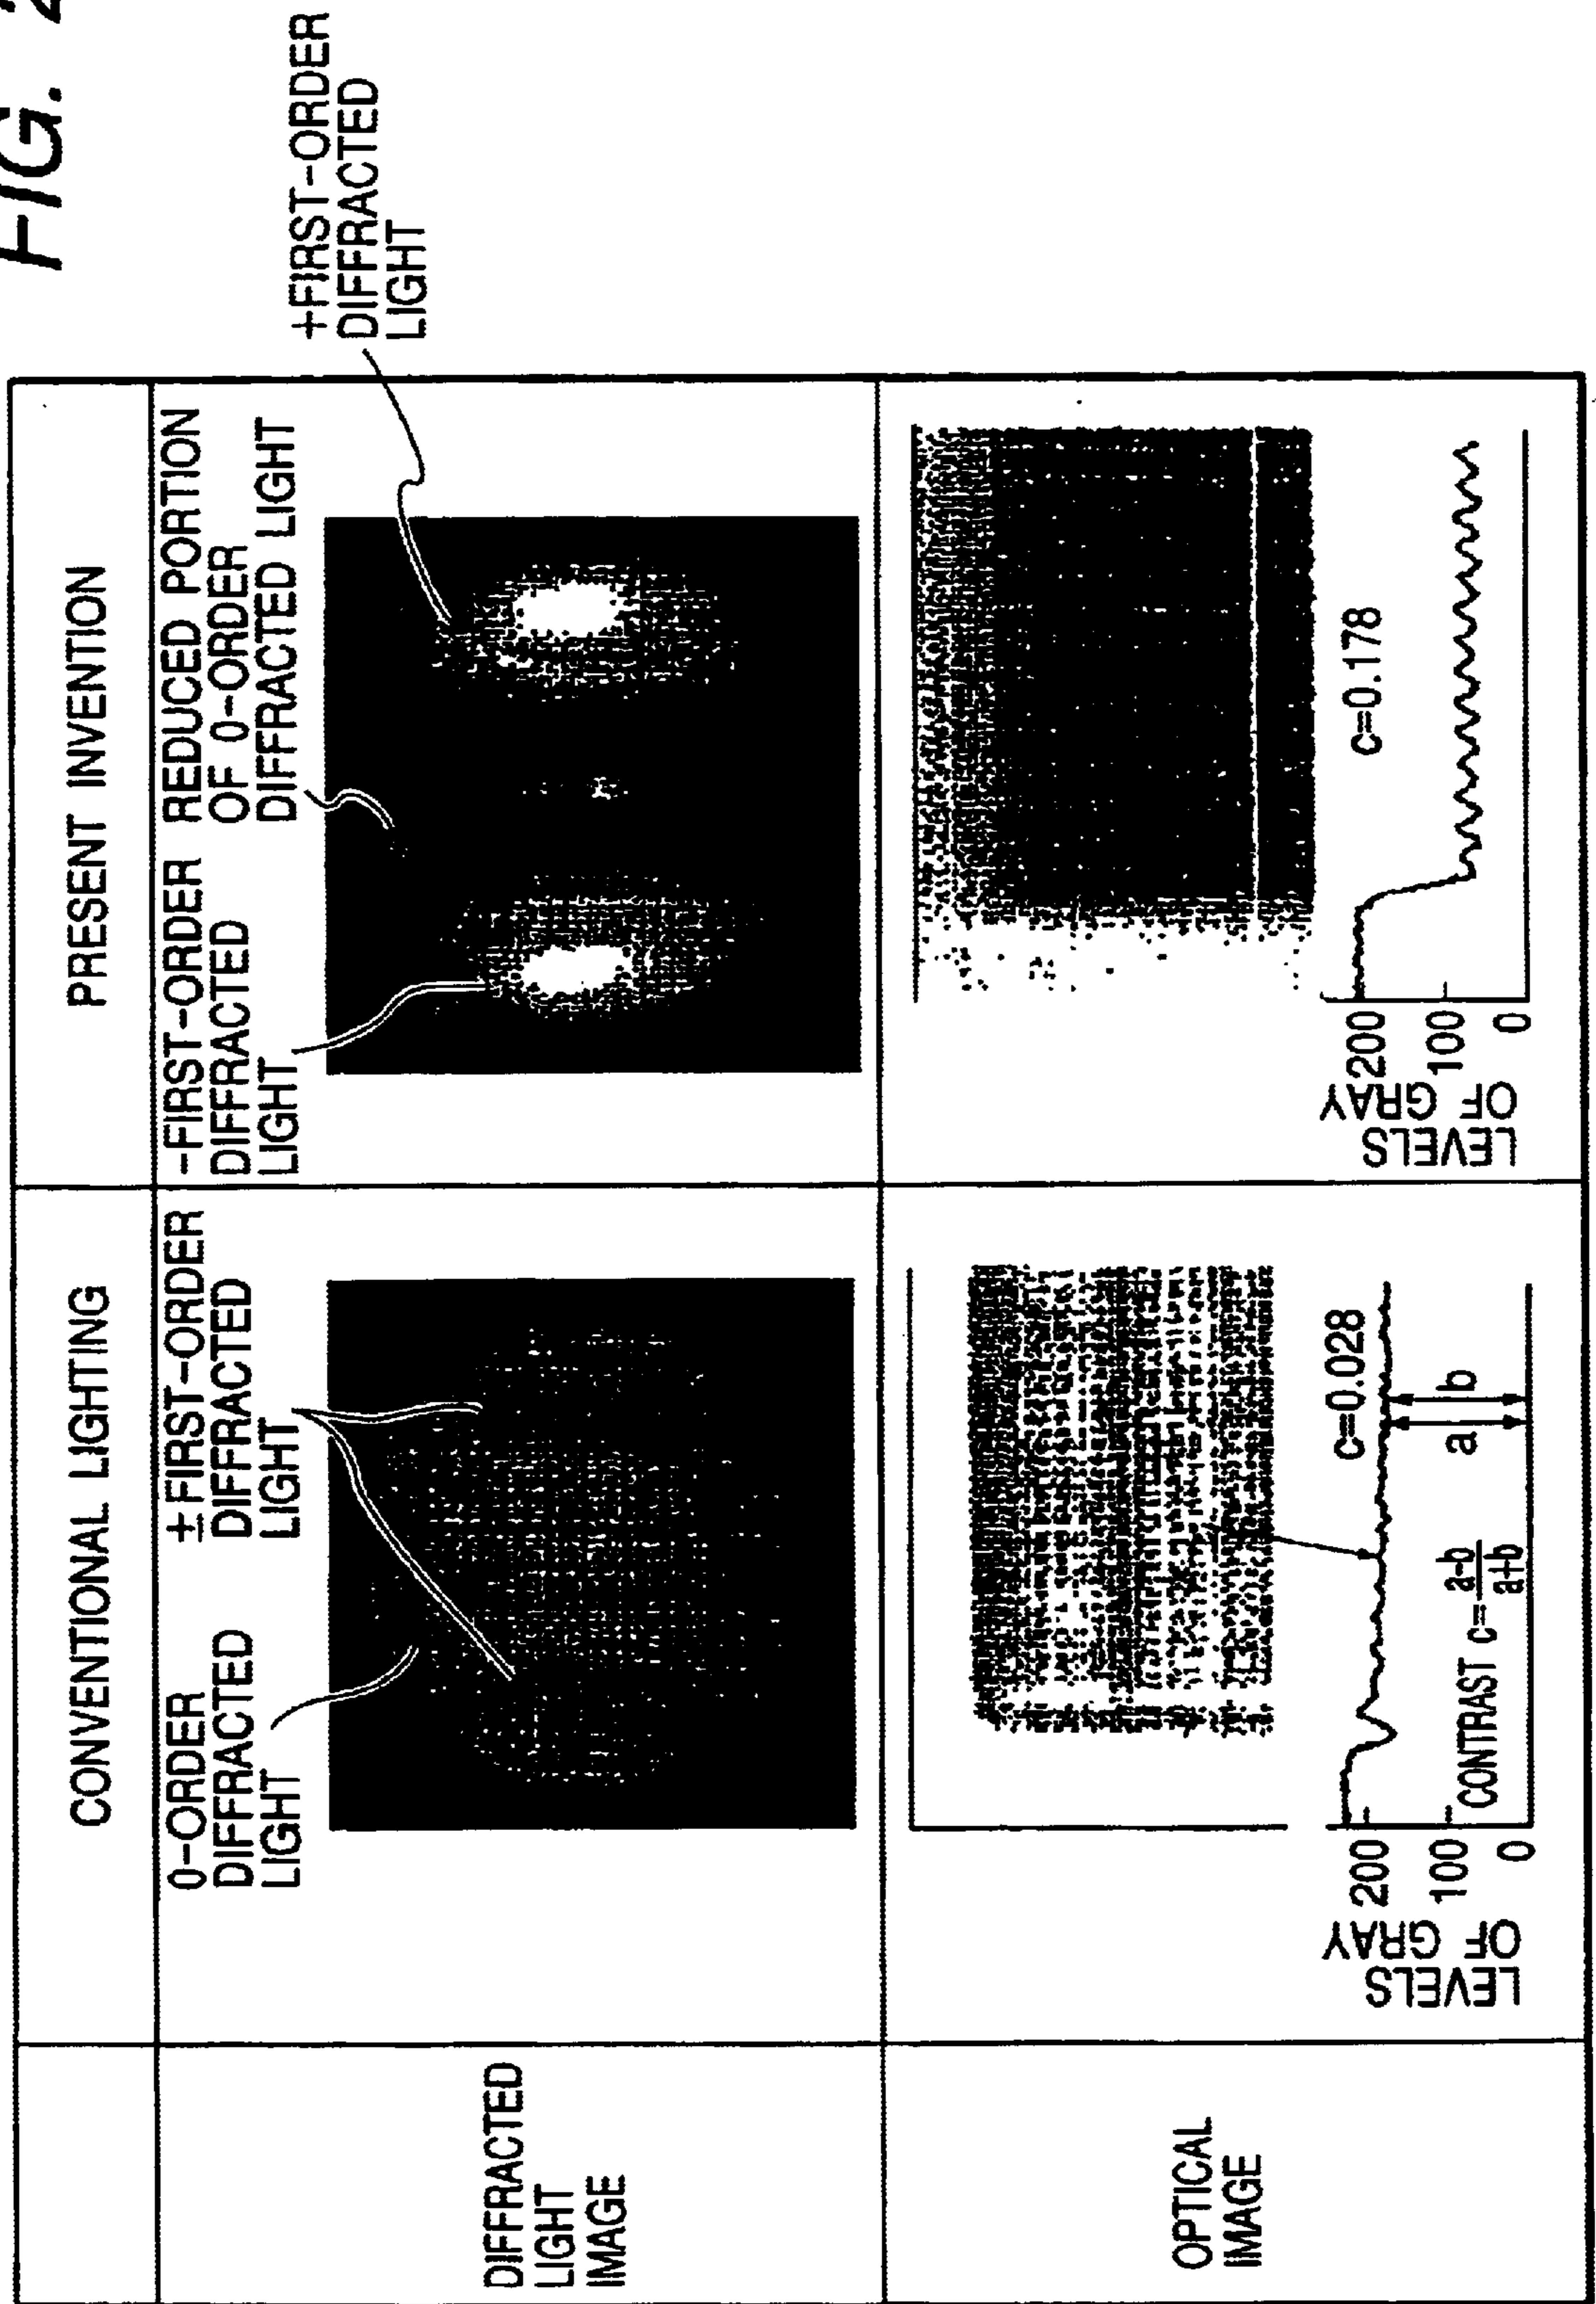 FIG. 2
CONVENTIONAL LIGHTING
PRESENT INVENTION
DIFFRACTED
LIGHT
IMAGE
0-ORDER
DIFFRACTED
LIGHT
±FIRST-ORDER
DIFFRACTED
LIGHT
-FIRST-ORDER
DIFFRACTED
LIGHT
REDUCED PORTION
OF 0-ORDER
DIFFRACTED LIGHT
+FIRST-ORDER
DIFFRACTED
LIGHT
OPTICAL
IMAGE
LEVELS
OF GRAY
200
100
0
c=0.028
CONTRAST c=a-b/a+b
a
b
LEVELS
OF GRAY
200
100
0
c=0.178